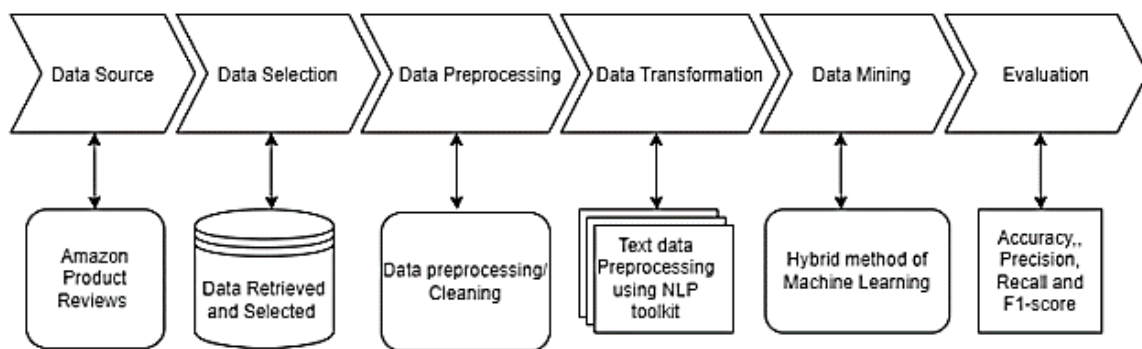 Data Source
Data Selection
Data Preprocessing
Data Transformation
Data Mining
Evaluation
Amazon
Product
Reviews
Data Retrieved
and Selected
Data preprocessing/
Cleaning
Text data
Preprocessing
using NLP
toolkit
Hybrid method of
Machine Learning
Accuracy,,
Precision,
Recall and
F1-score